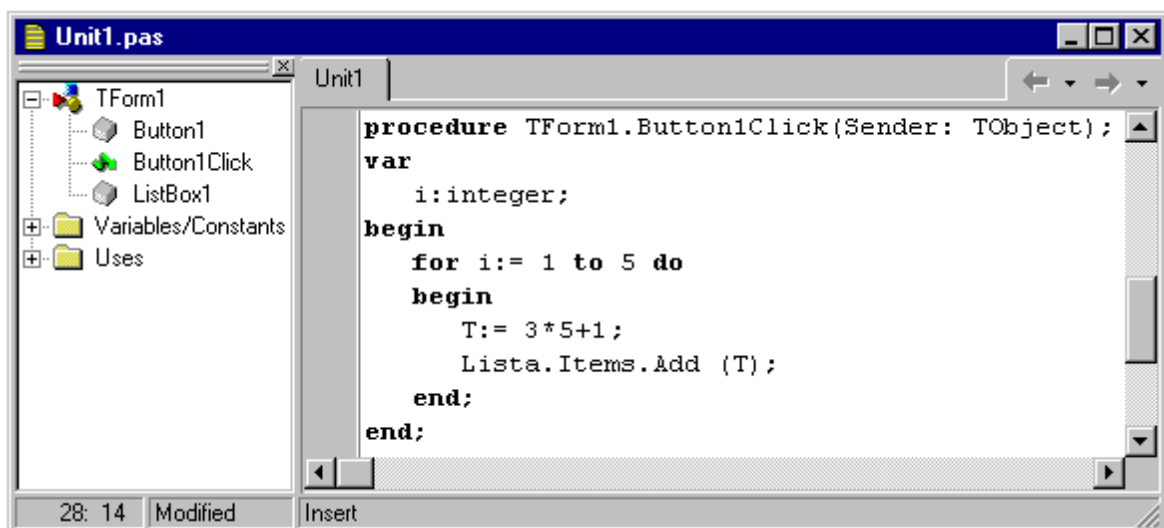 Unit1.pas
TForm1
Button1
Button1Click
ListBox1
Variables/Constants
Uses
Unit1
procedure TForm1.Button1Click(Sender: TObject);
var
i:integer;
begin
for i:= 1 to 5 do
begin
T:= 3*5+1;
Lista.Items.Add (T);
end;
end;
28: 14
Modified
Insert